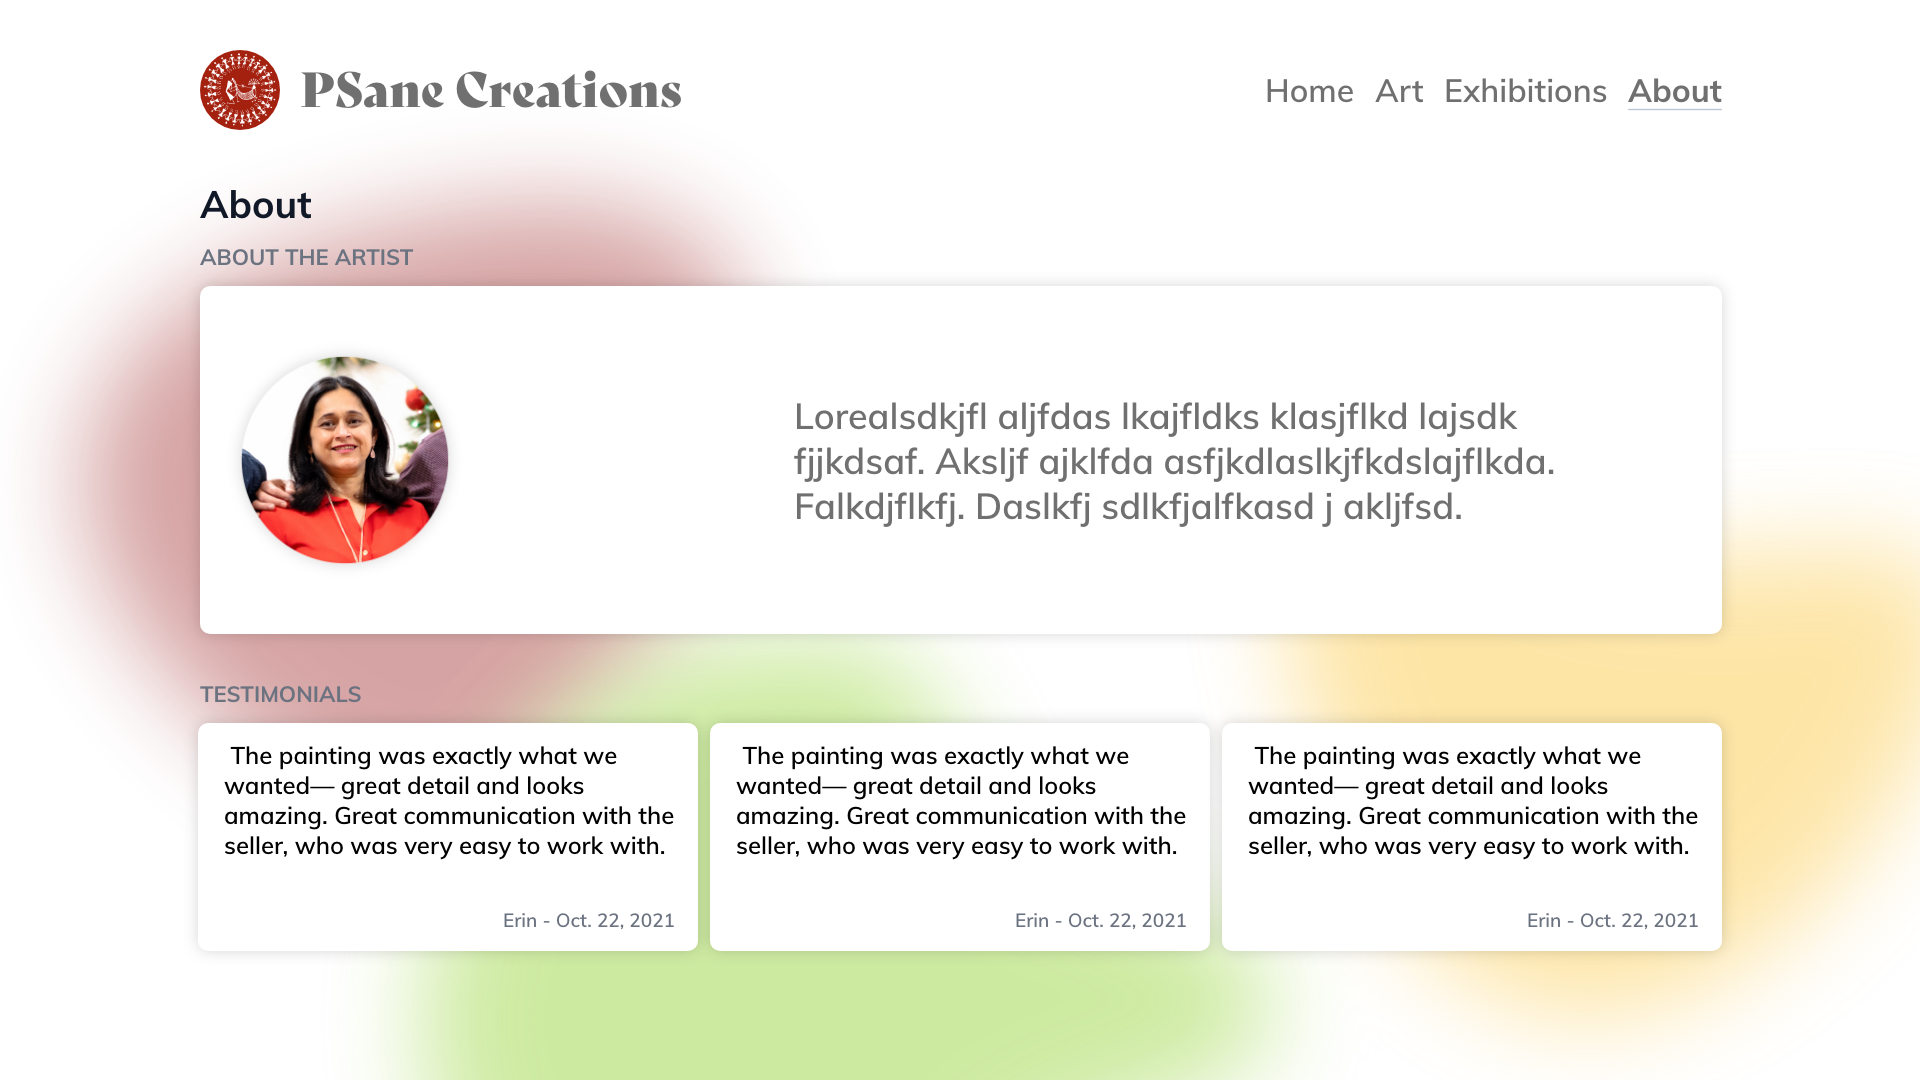 PSane Creations
Home Art Exhibitions About
About
ABOUT THE ARTIST
Lorealsdkjfl aljfdas lkajfldks klasjflkd lajsdk
fjjkdsaf. Aksljf ajklfda asfjkdlaslkjfkdslajflkda.
Falkdjflkfj. Daslkfj sdlkfjalfkasd j akljfsd.
TESTIMONIALS
The painting was exactly what we
wanted— great detail and looks
amazing. Great communication with the
seller, who was very easy to work with.
Erin - Oct. 22, 2021
The painting was exactly what we
wanted— great detail and looks
amazing. Great communication with the
seller, who was very easy to work with.
Erin - Oct. 22, 2021
The painting was exactly what we
wanted— great detail and looks
amazing. Great communication with the
seller, who was very easy to work with.
Erin - Oct. 22, 2021